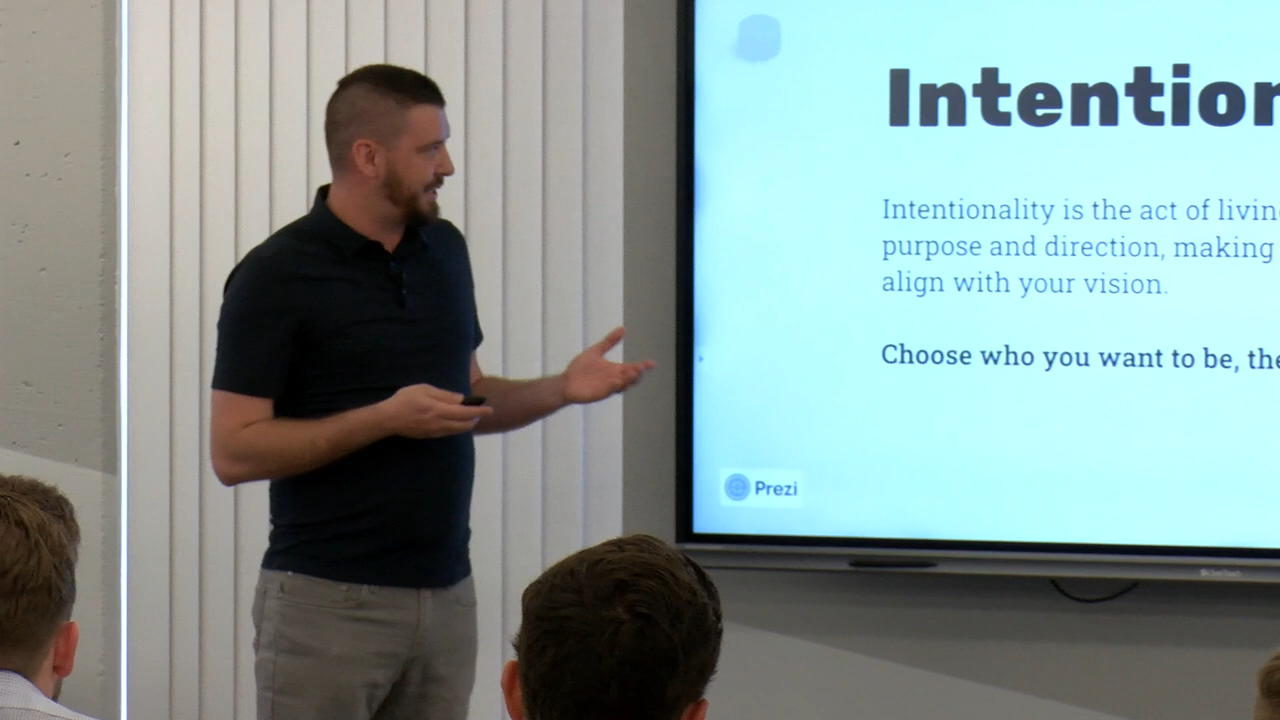 Intention
Intentionality is the act of livin
purpose and direction, making
align with your vision.
Choose who you want to be, the
Prezi